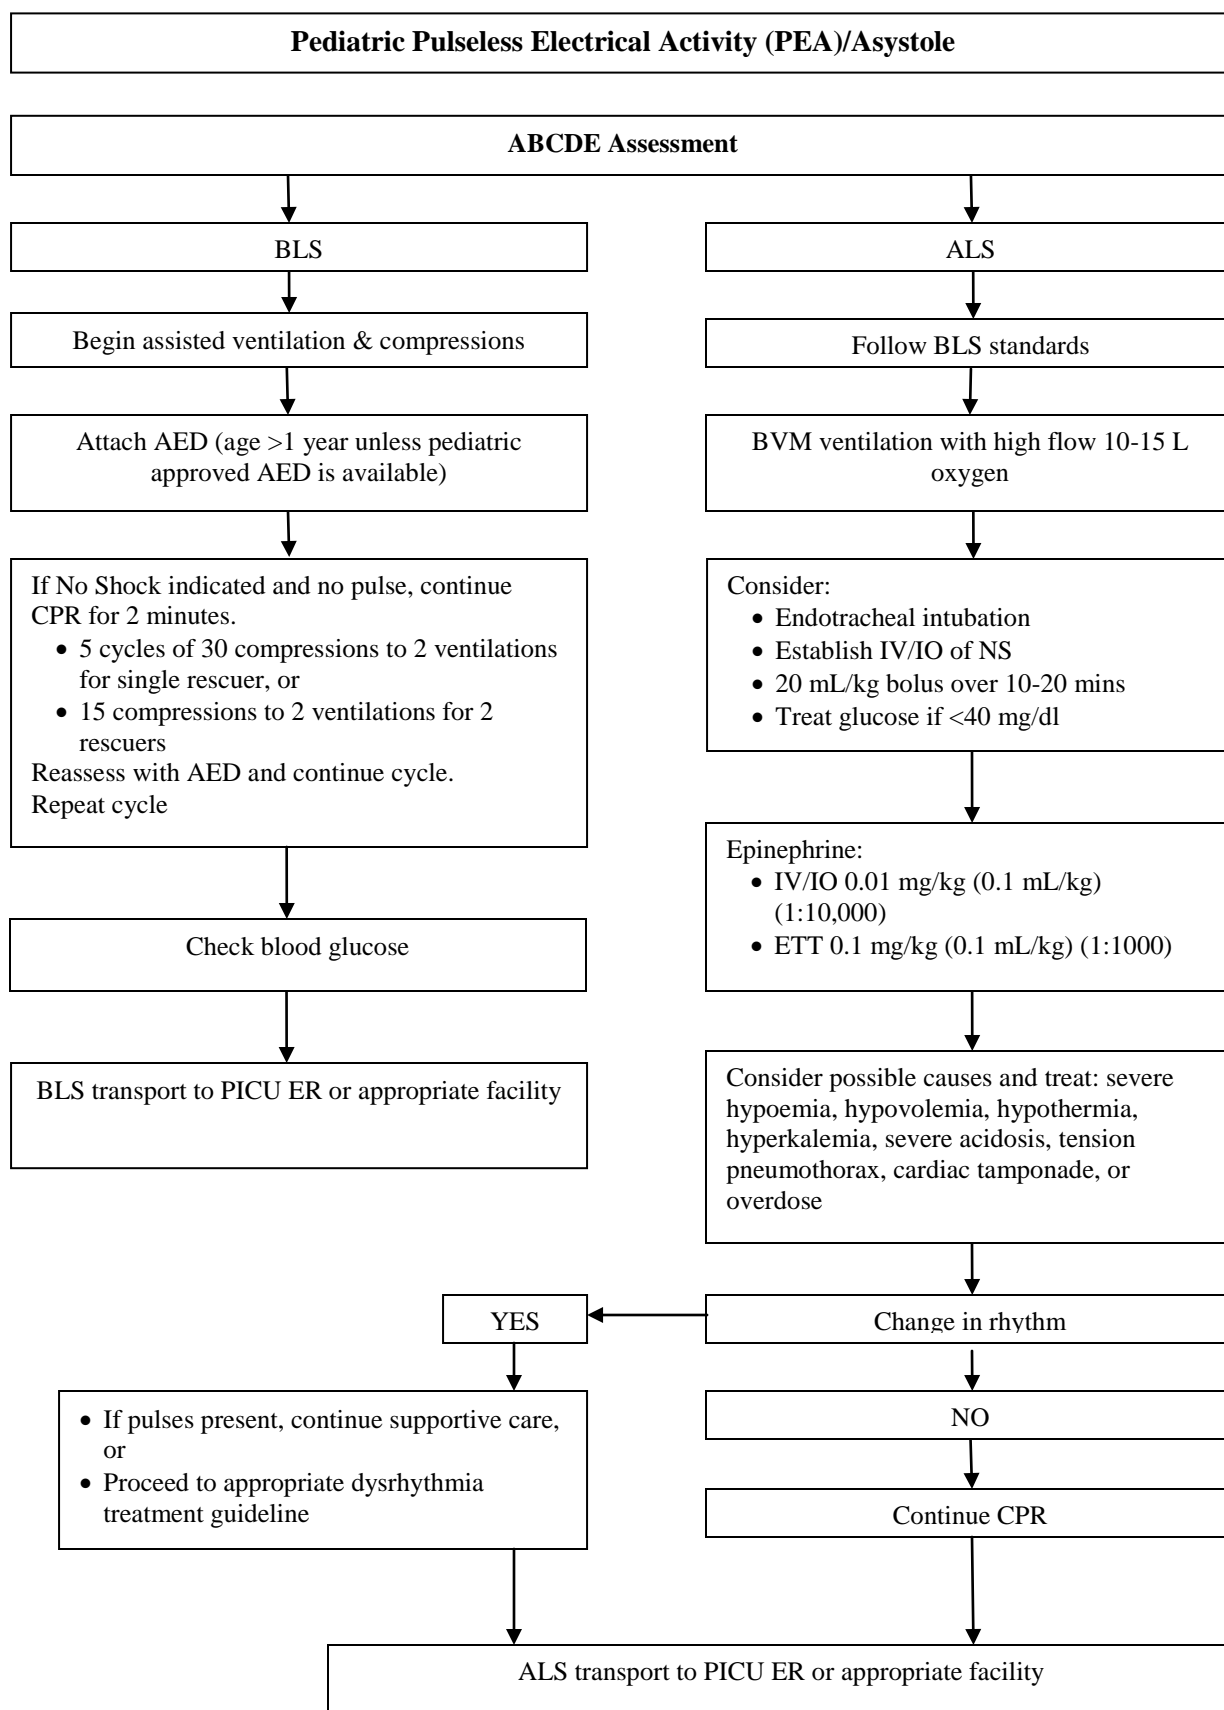 Pediatric Pulseless Electrical Activity (PEA)/Asystole
ABCDE Assessment
BLS
Begin assisted ventilation & compressions
Attach AED (age >1 year unless pediatric
approved AED is available)
If No Shock indicated and no pulse, continue
CPR for 2 minutes.
• 5 cycles of 30 compressions to 2 ventilations
for single rescuer, or
• 15 compressions to 2 ventilations for 2
rescuers
Reassess with AED and continue cycle.
Repeat cycle
Check blood glucose
BLS transport to PICU ER or appropriate facility
ALS
Follow BLS standards
BVM ventilation with high flow 10-15 L
oxygen
Consider:
• Endotracheal intubation
• Establish IV/IO of NS
• 20 mL/kg bolus over 10-20 mins
• Treat glucose if <40 mg/dl
Epinephrine:
• IV/IO 0.01 mg/kg (0.1 mL/kg)
(1:10,000)
• ETT 0.1 mg/kg (0.1 mL/kg) (1:1000)
Consider possible causes and treat: severe
hypoemia, hypovolemia, hypothermia,
hyperkalemia, severe acidosis, tension
pneumothorax, cardiac tamponade, or
overdose
Change in rhythm
YES
• If pulses present, continue supportive care,
or
• Proceed to appropriate dysrhythmia
treatment guideline
NO
Continue CPR
ALS transport to PICU ER or appropriate facility